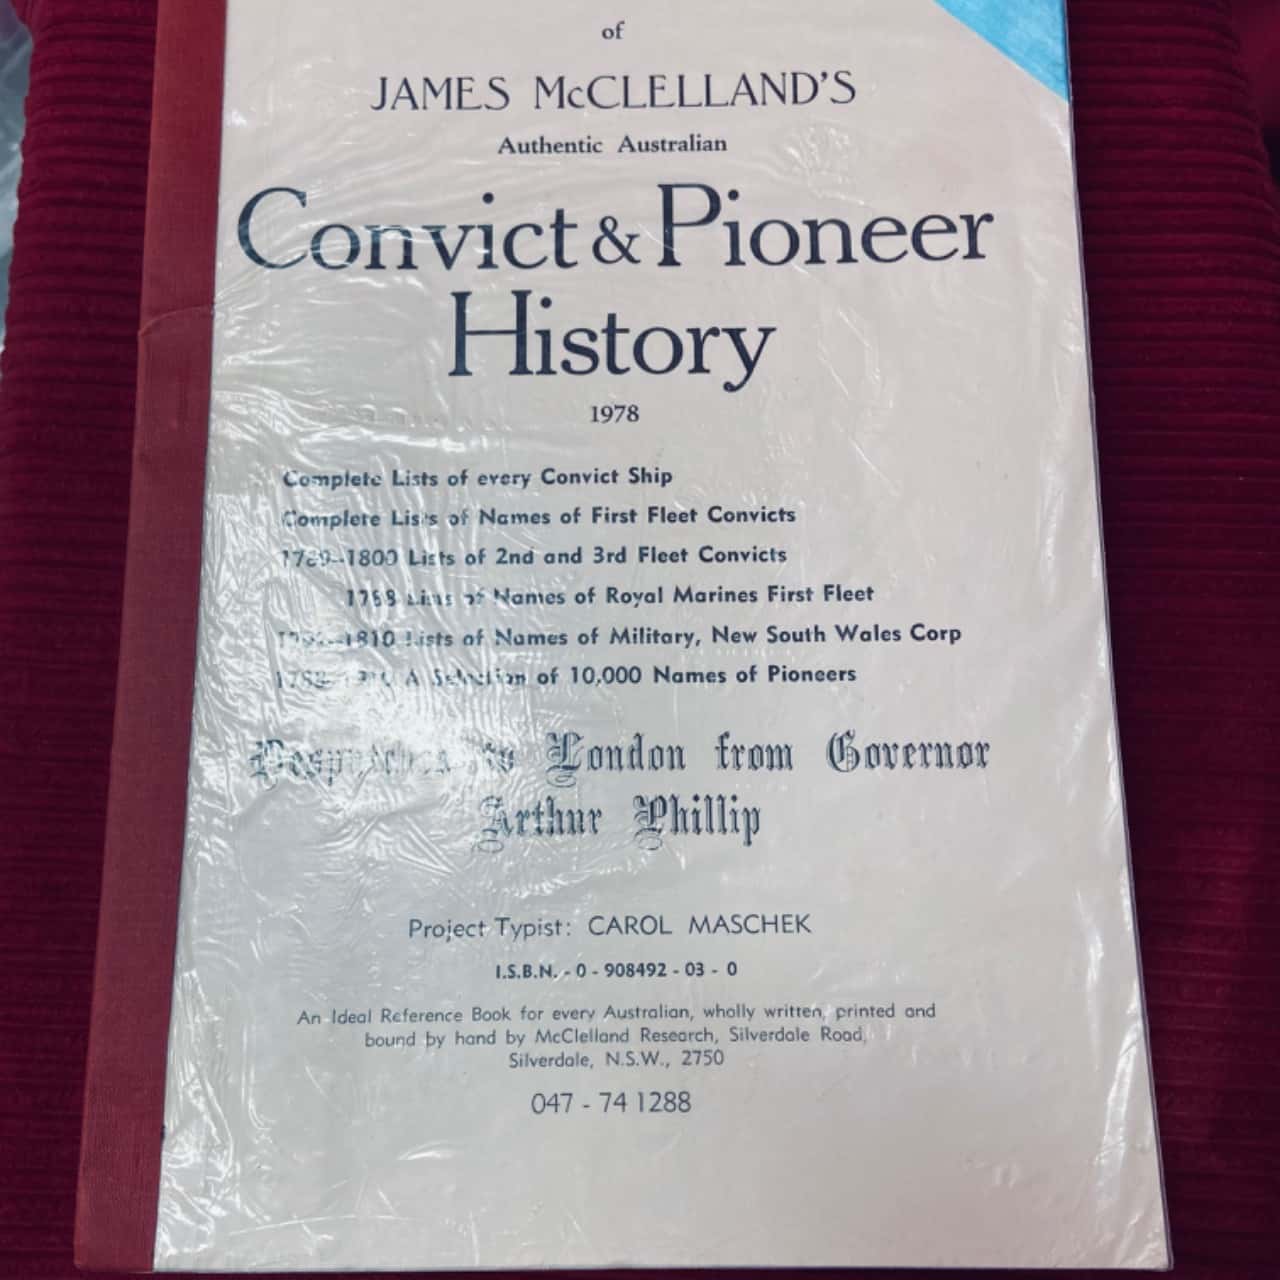 of
JAMES McCLELLAND'S
Authentic Australian
Convict & Pioneer
History
1978
Complete Lists of every Convict Ship
Complete Lists of Names of First Fleet Convicts
1789-1800 Lists of 2nd and 3rd Fleet Convicts
1788 Lists of Names of Royal Marines First Fleet
Lists of Names of Military, New South Wales Corp
A Selection of 10,000 Names of Pioneers
Despatches to London from Governor
Arthur Phillip
Project Typist: CAROL MASCHEK
I.S.B.N. - 0 - 908492 - 03 - 0
An Ideal Reference Book for every Australian, wholly written, printed and
bound by hand by McClelland Research, Silverdale Road,
Silverdale, N.S.W., 2750
047 - 74 1288